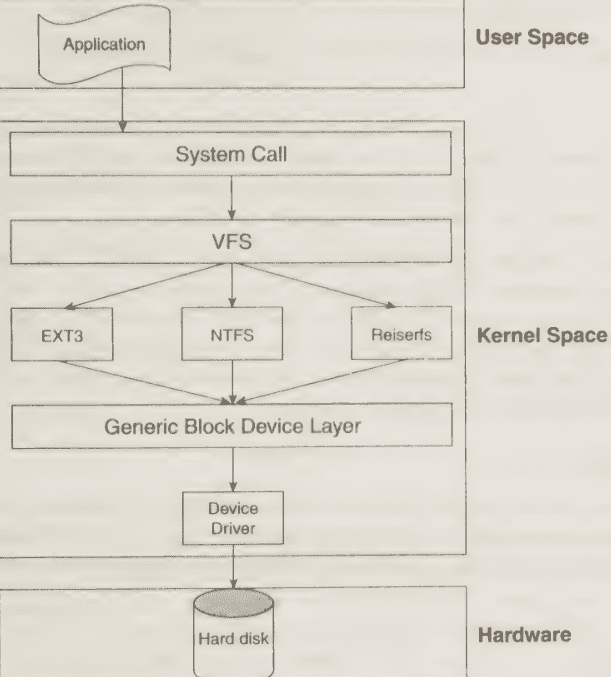 Application
User Space
System Call
VFS
EXT3
NTFS
Reiserfs
Kernel Space
Generic Block Device Layer
Device
Driver
Hard disk
Hardware